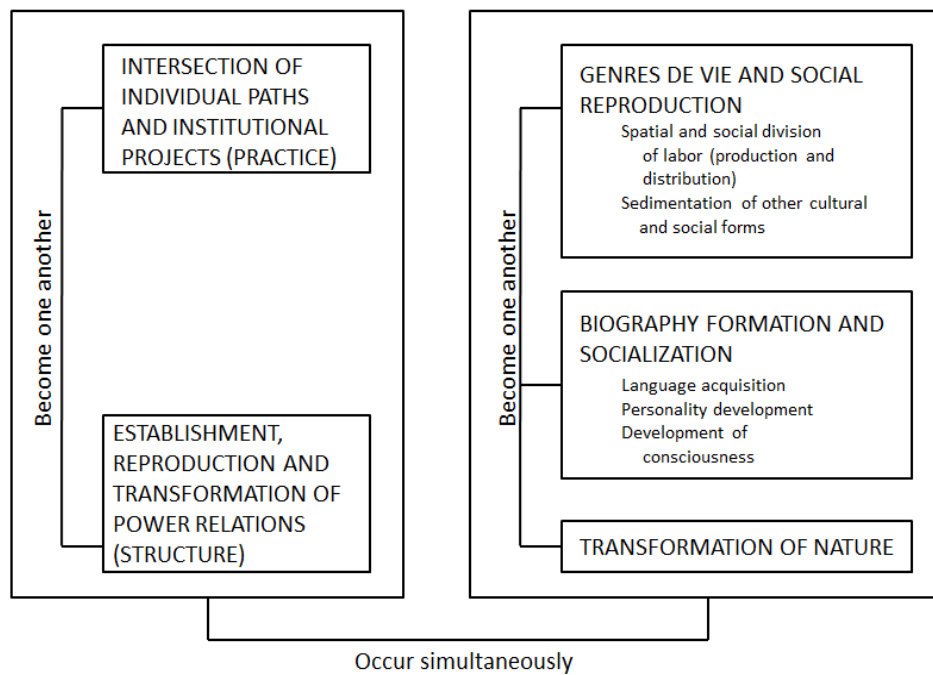 INTERSECTION OF
INDIVIDUAL PATHS
AND INSTITUTIONAL
PROJECTS (PRACTICE)
Become one another
ESTABLISHMENT,
REPRODUCTION AND
TRANSFORMATION OF
POWER RELATIONS
(STRUCTURE)
GENRES DE VIE AND SOCIAL
REPRODUCTION
Spatial and social division
of labor (production and
distribution)
Sedimentation of other cultural
and social forms
Become one another
BIOGRAPHY FORMATION AND
SOCIALIZATION
Language acquisition
Personality development
Development of
consciousness
TRANSFORMATION OF NATURE
Occur simultaneously